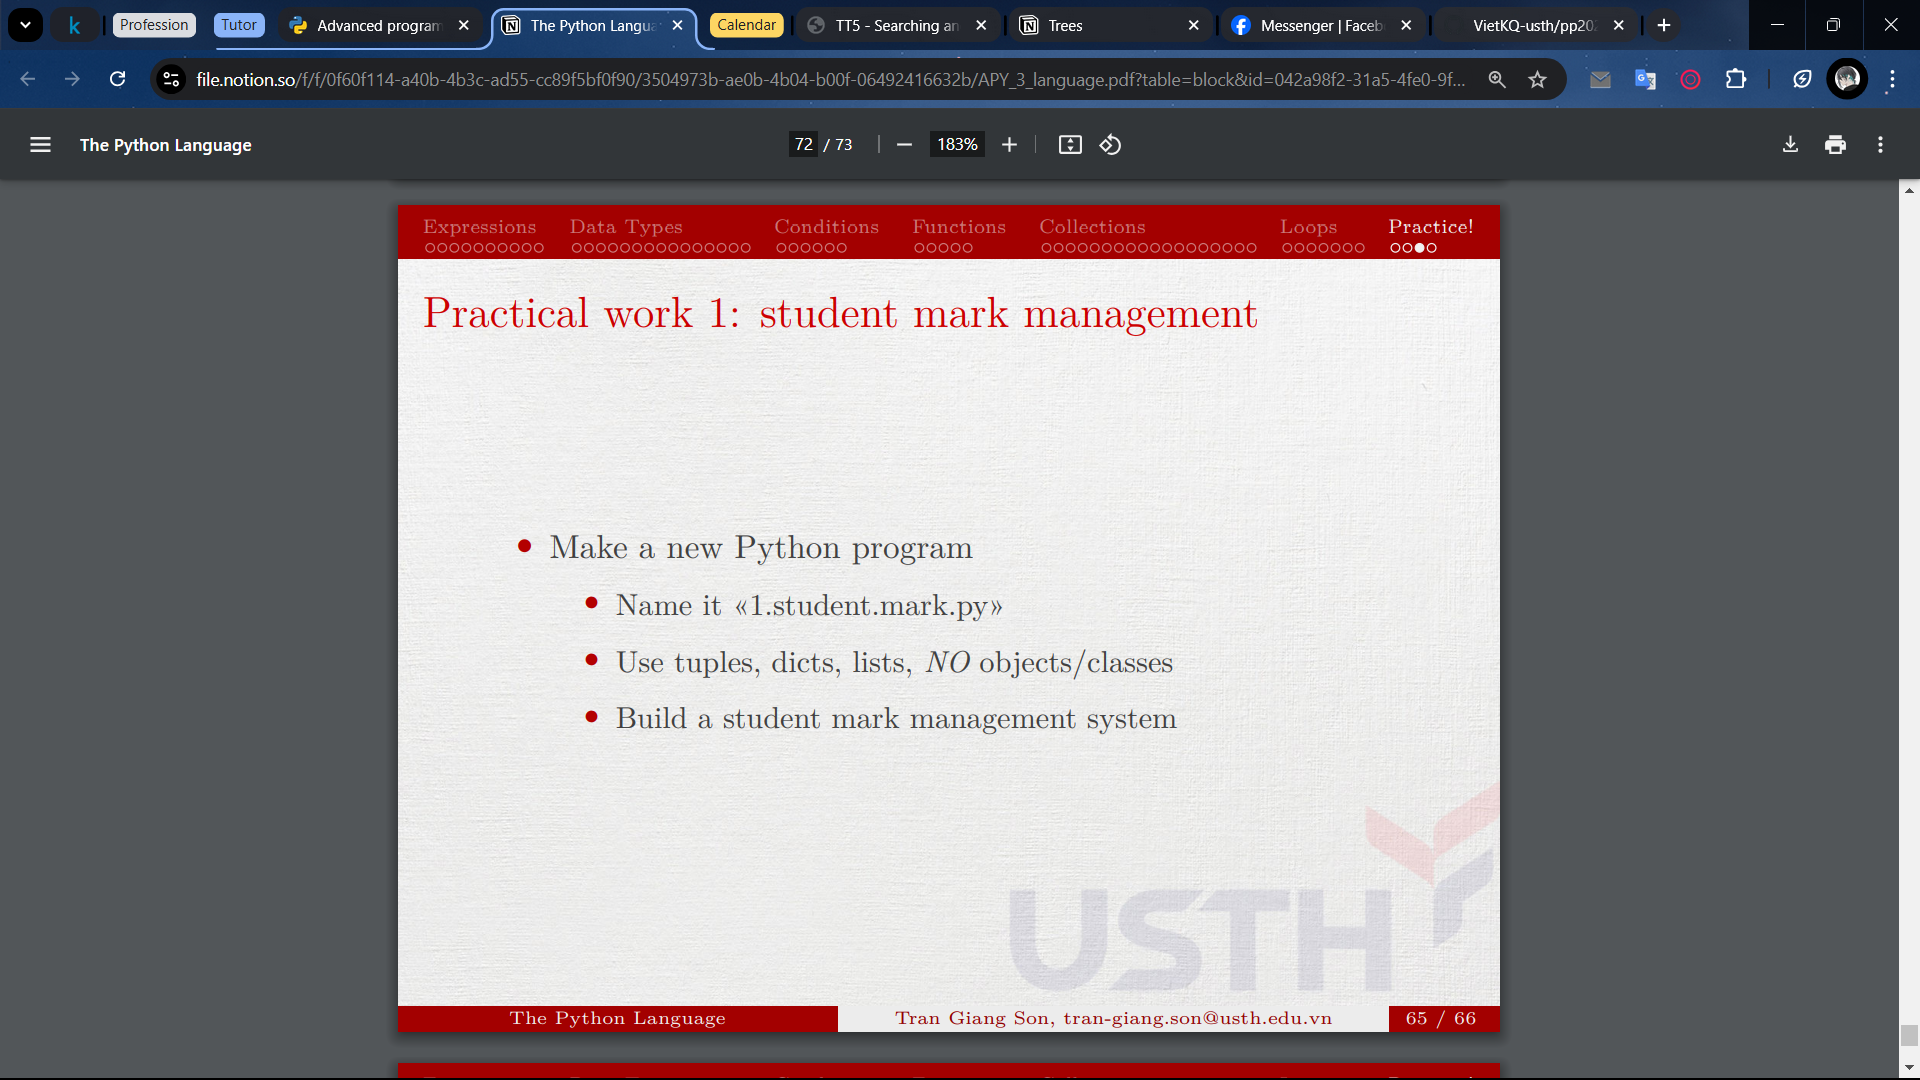 k
Profession
Tutor
Advanced program
The Python Langua
Calendar
TT5 - Searching an
Trees
Messenger | Faceb
VietKQ-usth/pp20
file.notion.so/f/f/0f60f114-a40b-4b3c-ad55-cc89f5bf0f90/3504973b-ae0b-4b04-b00f-06492416632b/APY_3_language.pdf?table=block&id=042a98f2-31a5-4fe0-9f...
The Python Language
72 / 73
183%
Expressions Data Types Conditions Functions Collections Loops Practice!
Practical work 1: student mark management
• Make a new Python program
• Name it «1.student.mark.py»
• Use tuples, dicts, lists, NO objects/classes
• Build a student mark management system
USTH
The Python Language
Tran Giang Son, tran-giang.son@usth.edu.vn
65 / 66